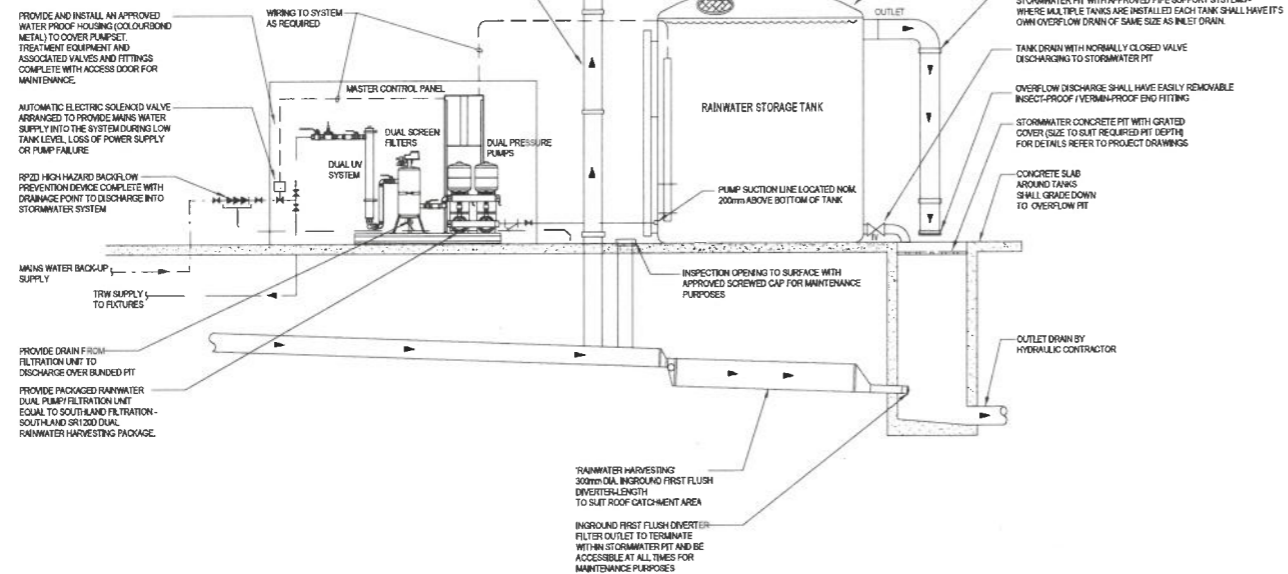 PROVIDE AND INSTALL AN APPROVED
WATER PROOF HOUSING (COLOURBOND
METAL) TO COVER PUMPSET.
TREATMENT EQUIPMENT AND
ASSOCIATED VALVES AND FITTINGS
COMPLETE WITH ACCESS DOOR FOR
MAINTENANCE.
AUTOMATIC ELECTRIC SOLENOID VALVE
ARRANGED TO PROVIDE MAINS WATER
SUPPLY INTO THE SYSTEM DURING LOW
TANK LEVEL, LOSS OF POWER SUPPLY
OR PUMP FAILURE
RPZD HIGH HAZARD BACKFLOW
PREVENTION DEVICE COMPLETE WITH
DRAINAGE POINT TO DISCHARGE INTO
STORMWATER SYSTEM
MAINS WATER BACK-UP
SUPPLY
TRW SUPPLY
TO FIXTURES
PROVIDE DRAIN FROM
FILTRATION UNIT TO
DISCHARGE OVER BUNDED PIT
PROVIDE PACKAGED RAINWATER
DUAL PUMP/ FILTRATION UNIT
EQUAL TO SOUTHLAND FILTRATION -
SOUTHLAND SR120D DUAL
RAINWATER HARVESTING PACKAGE.
WIRING TO SYSTEM
AS REQUIRED
MASTER CONTROL PANEL
DUAL SCREEN
FILTERS
DUAL UV
SYSTEM
DUAL PRESSURE
PUMPS
RAINWATER STORAGE TANK
OUTLET
PUMP SUCTION LINE LOCATED NOM.
200mm ABOVE BOTTOM OF TANK
INSPECTION OPENING TO SURFACE WITH
APPROVED SCREWED CAP FOR MAINTENANCE
PURPOSES
STORMWATER PIT WITH APPROVED PIPE SUPPORT SYSTEMS-
WHERE MULTIPLE TANKS ARE INSTALLED EACH TANK SHALL HAVE IT'S
OWN OVERFLOW DRAIN OF SAME SIZE AS INLET DRAIN.
TANK DRAIN WITH NORMALLY CLOSED VALVE
DISCHARGING TO STORMWATER PIT
OVERFLOW DISCHARGE SHALL HAVE EASILY REMOVABLE
INSECT-PROOF / VERMIN-PROOF END FITTING
STORMWATER CONCRETE PIT WITH GRATED
COVER (SIZE TO SUIT REQUIRED PIT DEPTH)
FOR DETAILS REFER TO PROJECT DRAWINGS
CONCRETE SLAB
AROUND TANKS
SHALL GRADE DOWN
TO OVERFLOW PIT
OUTLET DRAIN BY
HYDRAULIC CONTRACTOR
'RAINWATER HARVESTING'
300mm DIA. INGROUND FIRST FLUSH
DIVERTER-LENGTH
TO SUIT ROOF CATCHMENT AREA
INGROUND FIRST FLUSH DIVERTER
FILTER OUTLET TO TERMINATE
WITHIN STORMWATER PIT AND BE
ACCESSIBLE AT ALL TIMES FOR
MAINTENANCE PURPOSES